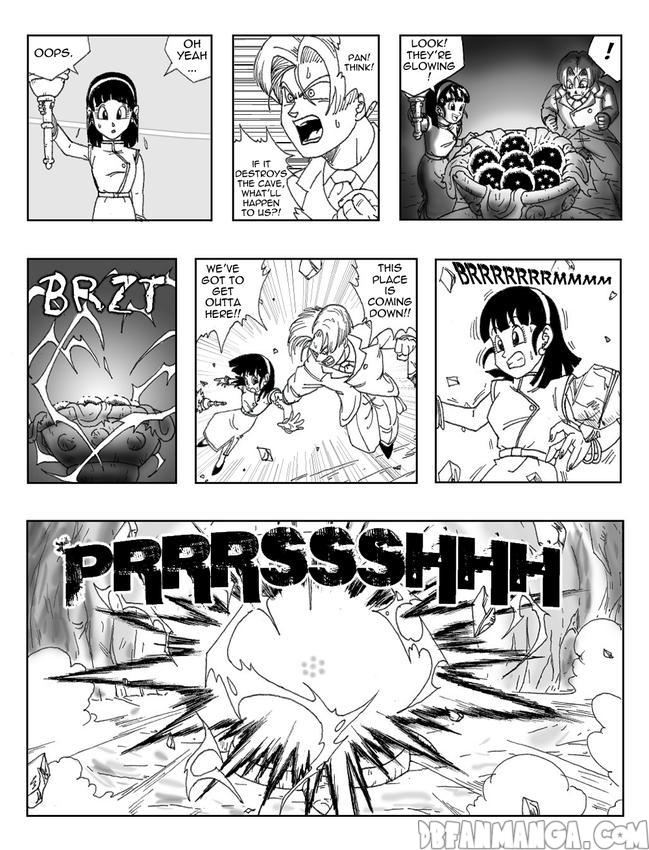 !
LOOK!
THEY'RE
GLOWING
!
PAN!
THINK!
IF IT
DESTROYS
THE CAVE,
WHAT'LL
HAPPEN
TO US?!
OH
YEAH
...
OOPS.
BRRRRRRRMMMM
THIS
PLACE
IS
COMING
DOWN!!
WE'VE
GOT TO
GET
OUTTA
HERE!!
BRZT
PRRRSSSHHH
DBFANMANGA.COM